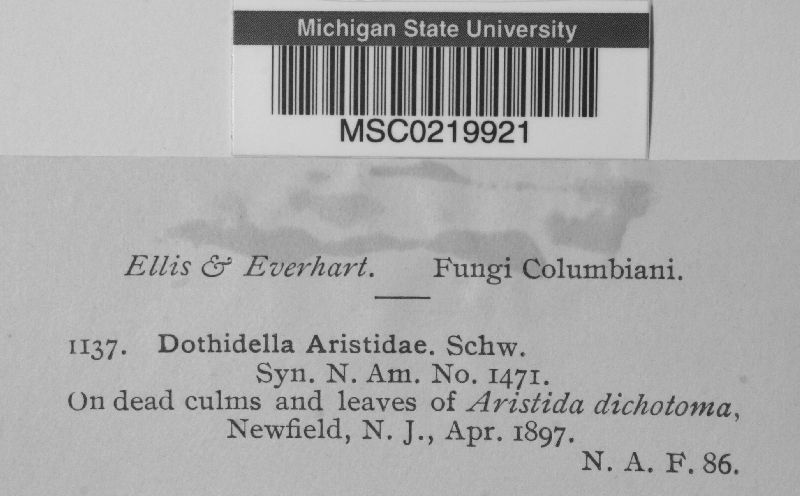 Michigan State University
MSC0219921
Ellis & Everhart. Fungi Columbiani.
1137. Dothidella Aristidae. Schw.
Syn. N. Am. No. 1471.
On dead culms and leaves of Aristida dichotoma,
Newfield, N. J., Apr. 1897.
N. A. F. 86.